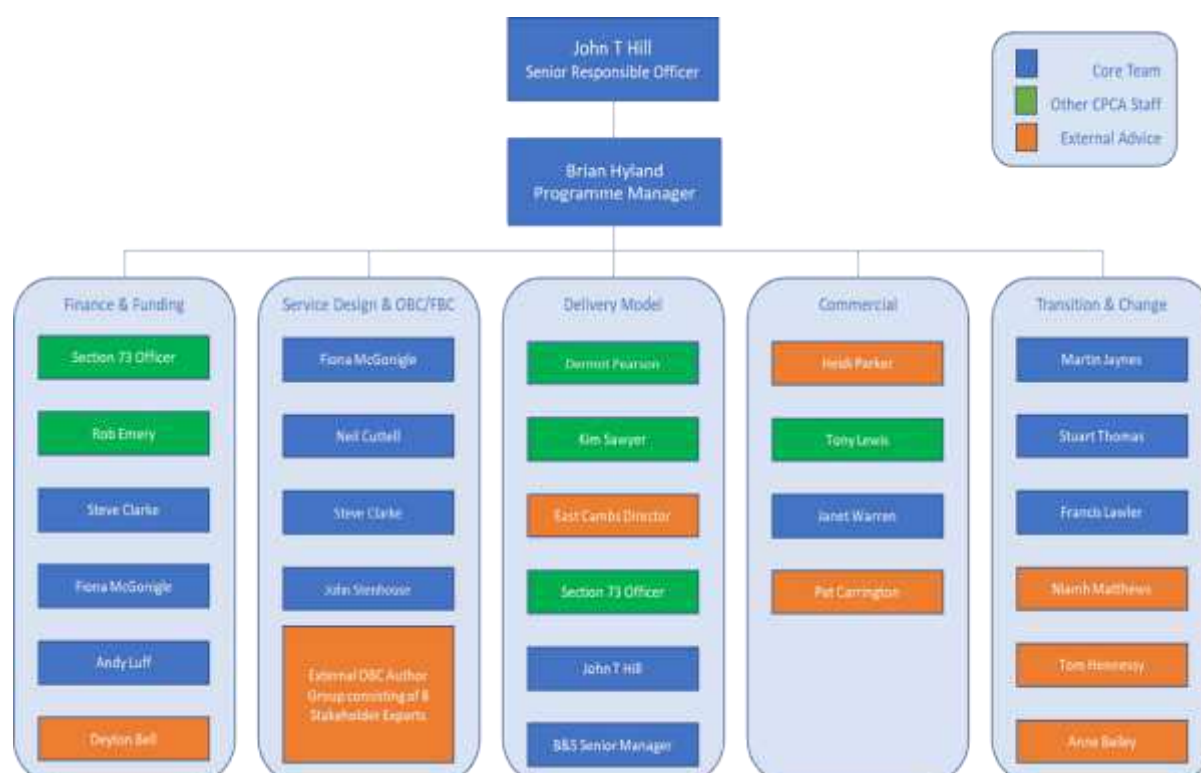 John T Hill
Senior Responsible Officer
Core Team
Other CPCA Staff
External Advice
Brian Hyland
Programme Manager
Finance & Funding
Section 73 Officer
Rob Emery
Steve Clarke
Fiona McGonigle
Andy Luff
Deyton Bell
Service Design & OBC/FBC
Fiona McGonigle
Neil Cuttell
Steve Clarke
John Stenhouse
External OBC Author
Group consisting of 8
Stakeholder Experts
Delivery Model
Dermot Pearson
Kim Sawyer
East Cambs Director
Section 73 Officer
John T Hill
B&S Senior Manager
Commercial
Heidi Parker
Tony Lewis
Janet Warren
Pat Carrington
Transition & Change
Martin Jaynes
Stuart Thomas
Francis Lawler
Niamh Matthews
Tom Hennessy
Anne Bailey